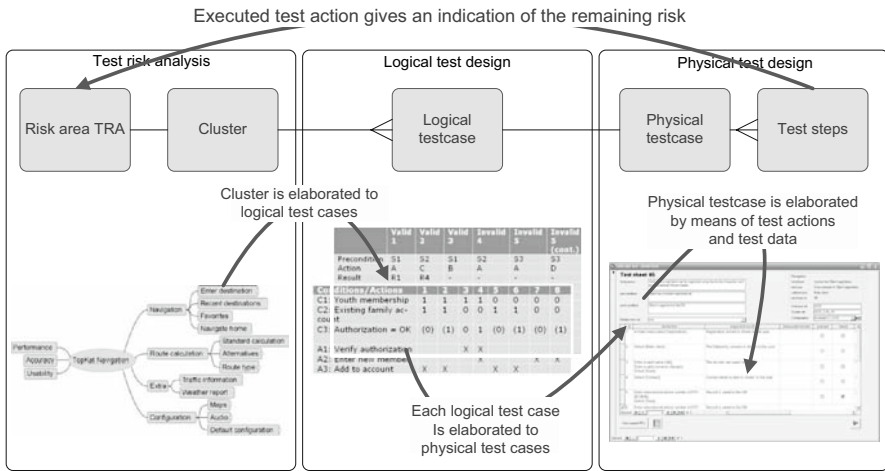 Executed test action gives an indication of the remaining risk
Test risk analysis
Logical test design
Physical test design
Risk area TRA
Cluster
Logical
testcase
Physical
testcase
Test steps
Cluster is elaborated to
logical test cases
Physical testcase is elaborated
by means of test actions
and test data
Valid 1 Valid 2 Valid 3 Invalid 4 Invalid 5 Invalid 5 (cont.)
Precondition S1 S2 S1 S2 S3 S3
Action A C B A A D
Result R1 R4 - - - -
Conditions/Actions 1 2 3 4 5 6 7 8
C1: Youth membership 1 1 1 1 0 0 0 0
C2: Existing family ac-
count 1 1 0 0 1 1 0 0
C3: Authorization = OK (0) (1) 0 1 (0) (1) (0) (1)
A1: Verify authorization X X
A2: Enter new member X X
A3: Add to account X X X X
Enter destination
Recent destinations
Favorites
Navigate home
Navigation
Standard calculation
Alternatives
Route type
Route calculation
Performance
Accuracy
Usability
TopKat Navigation
Traffic information
Weather report
Extra
Maps
Audio
Default configuration
Configuration
Test sheet 46
Each logical test case
Is elaborated to
physical test cases